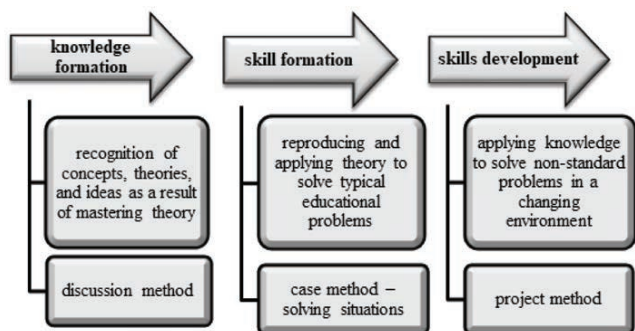 knowledge
formation
recognition of
concepts, theories,
and ideas as a result
of mastering theory
discussion method
skill formation
reproducing and
applying theory to
solve typical
educational
problems
case method –
solving situations
skills development
applying knowledge
to solve non-standard
problems in a
changing
environment
project method